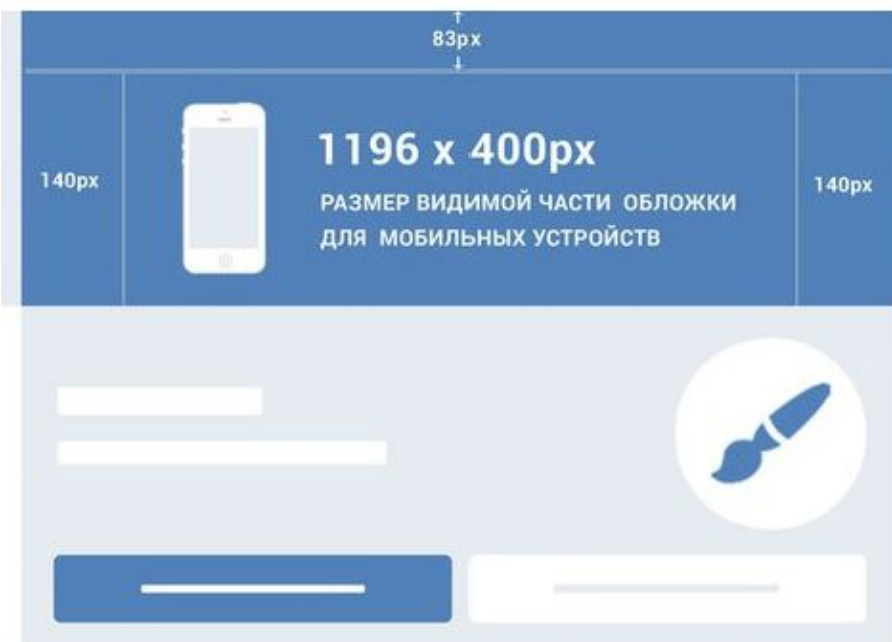 83px
140px
1196 x 400px
140px
РАЗМЕР ВИДИМОЙ ЧАСТИ ОБЛОЖКИ
ДЛЯ МОБИЛЬНЫХ УСТРОЙСТВ